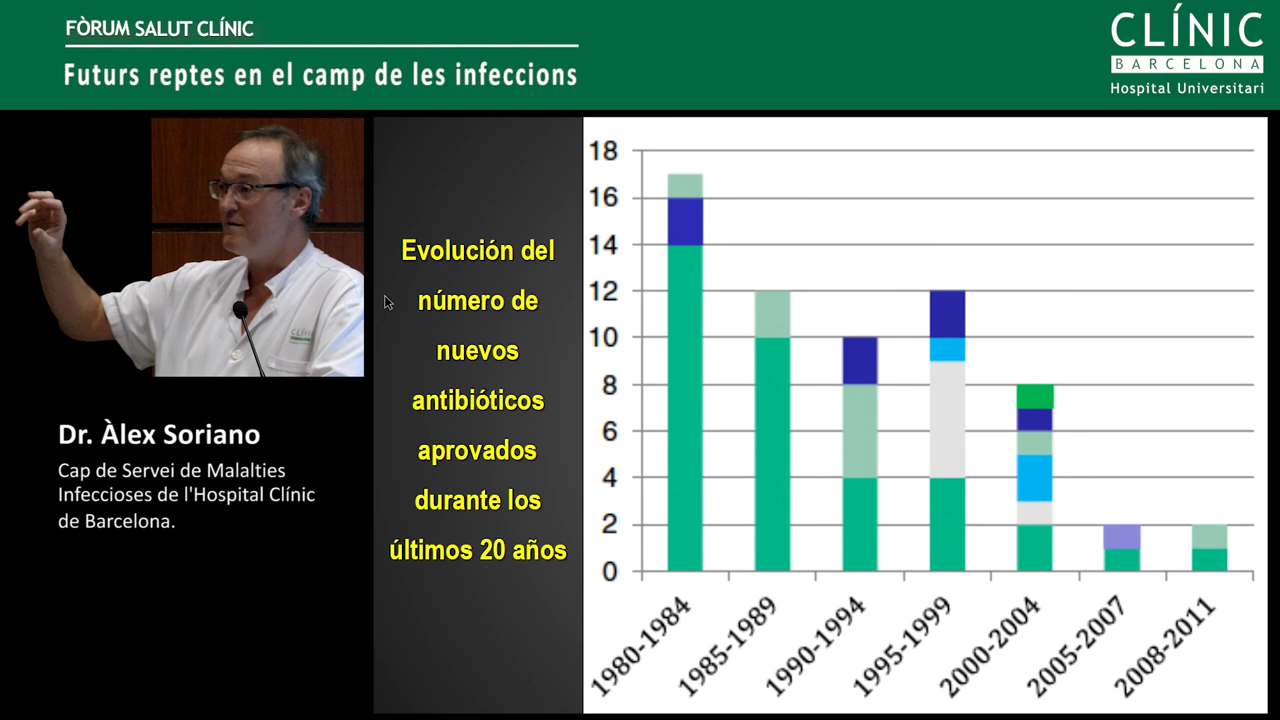 FÒRUM SALUT CLÍNIC
Futurs reptes en el camp de les infeccions
CLÍNIC
BARCELONA
Hospital Universitari
CLÍNIC
Dr. Àlex Soriano
Cap de Servei de Malalties
Infeccioses de l'Hospital Clínic
de Barcelona.
Evolución del
número de
nuevos
antibióticos
aprovados
durante los
últimos 20 años
18
16
14
12
10
8
6
4
2
0
1980-1984
1985-1989
1990-1994
1995-1999
2000-2004
2005-2007
2008-2011